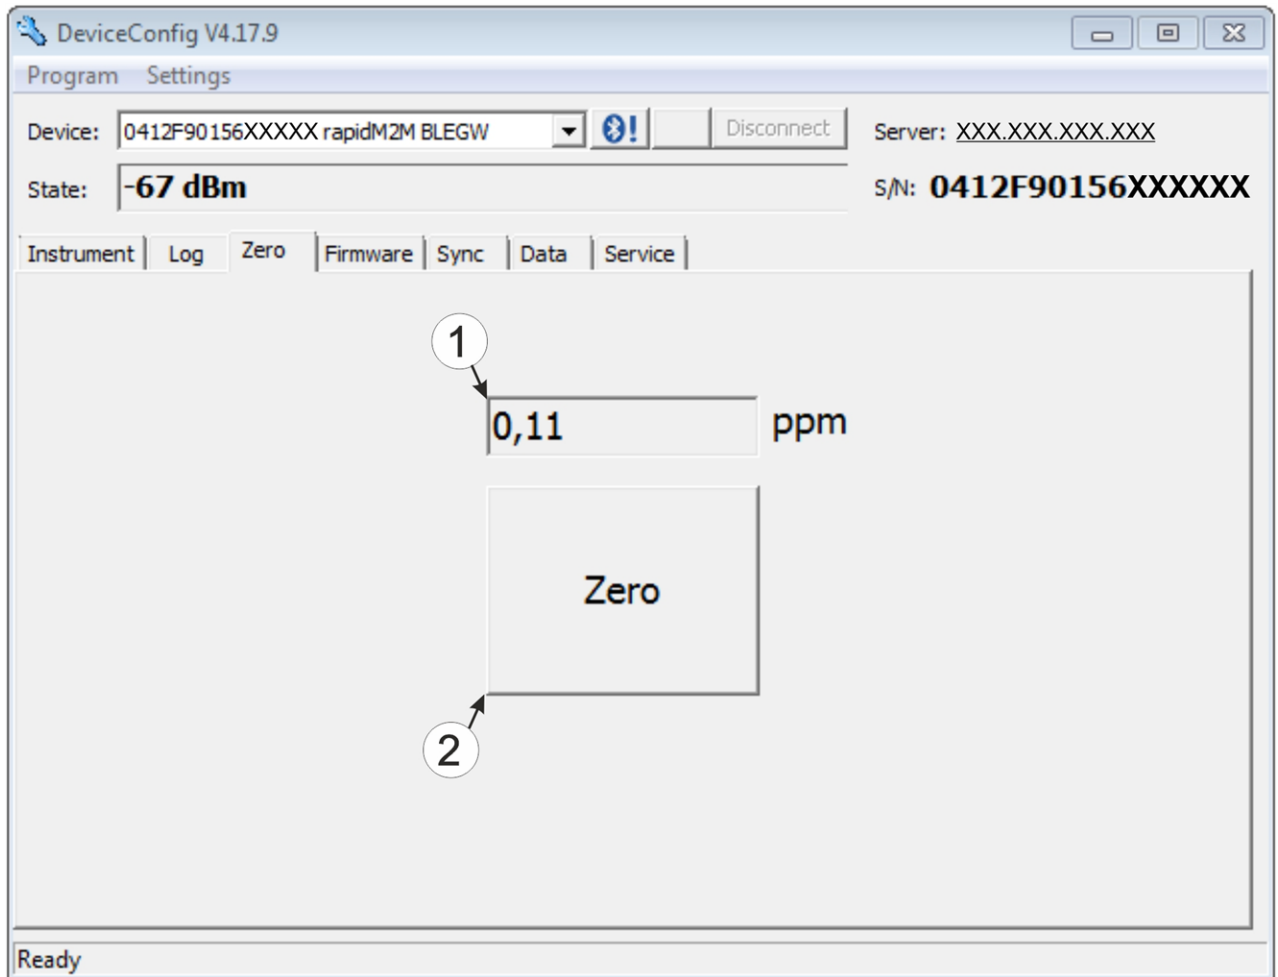 DeviceConfig V4.17.9
Program Settings
Device: 0412F90156XXXXX rapidM2M BLEGW Disconnect Server: XXX.XXX.XXX.XXX
State: -67 dBm S/N: 0412F90156XXXXXX
Instrument Log Zero Firmware Sync Data Service
1
0,11 ppm
Zero
2
Ready